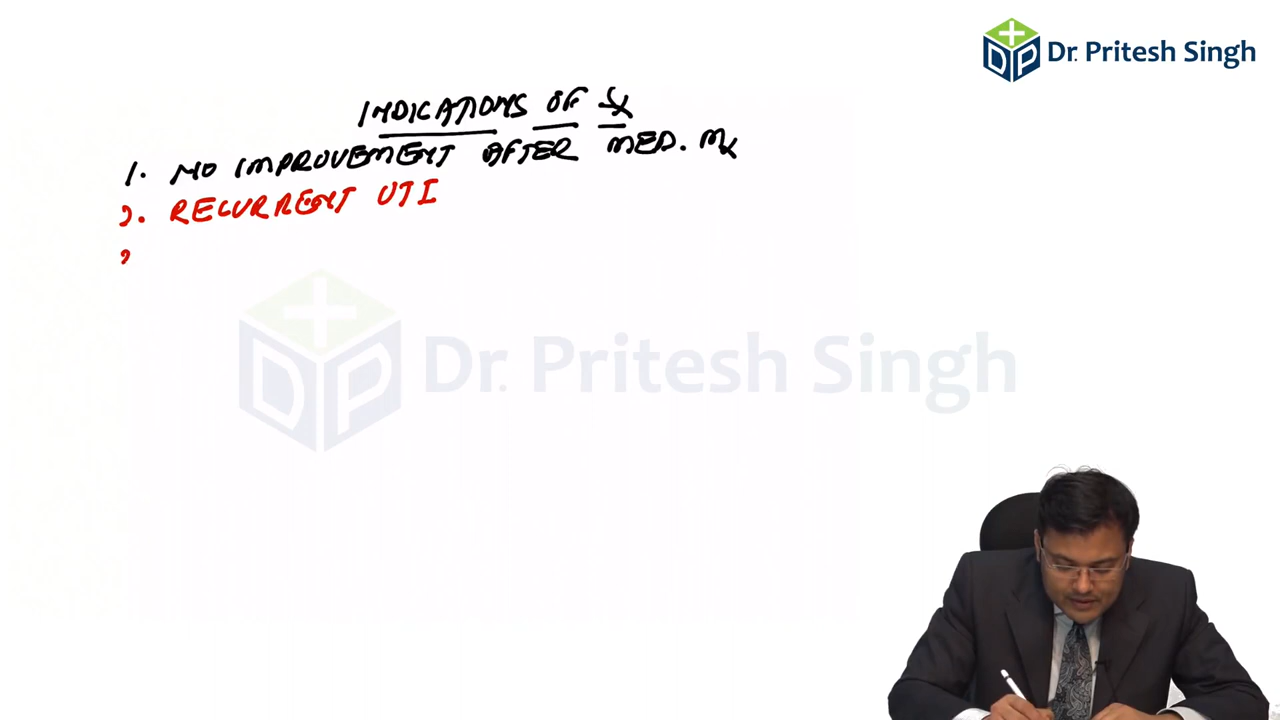 Dr. Pritesh Singh
INDICATIONS OF Sx
1. NO IMPROVEMENT AFTER MED. Mx
2. RECURRENT UTI
Dr. Pritesh Singh